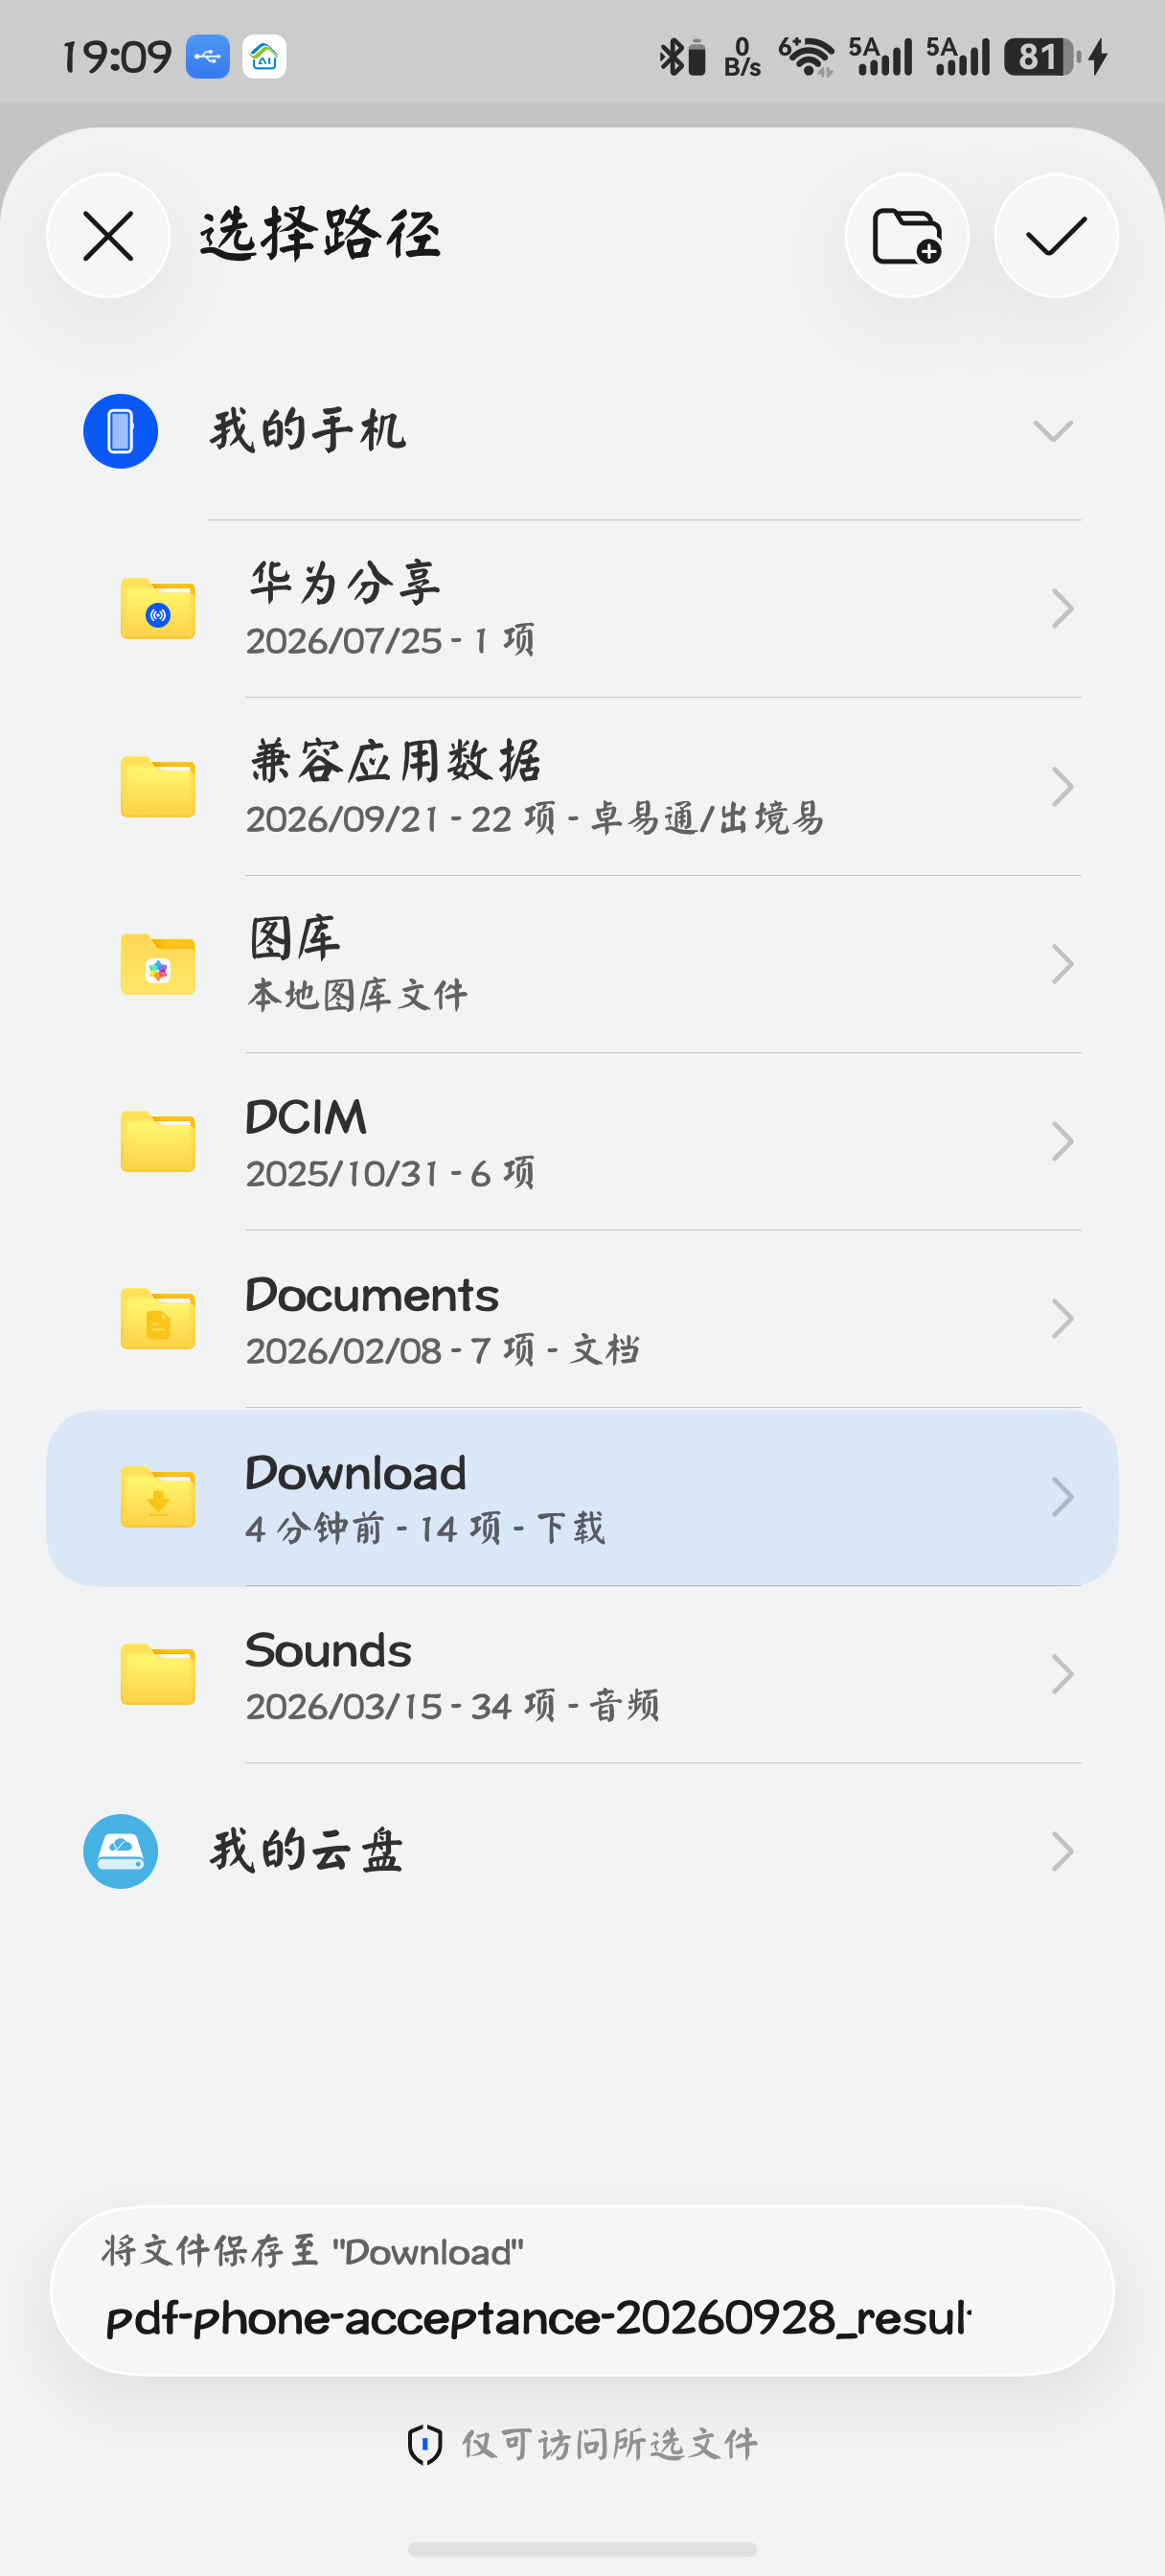 19:09
AI
0 B/s
6+
5A
5A
81
选择路径
我的手机
华为分享
2026/07/25 - 1 项
兼容应用数据
2026/09/21 - 22 项 - 卓易通/出境易
图库
本地图库文件
DCIM
2025/10/31 - 6 项
Documents
2026/02/08 - 7 项 - 文档
Download
4 分钟前 - 14 项 - 下载
Sounds
2026/03/15 - 34 项 - 音频
我的云盘
将文件保存至 "Download"
pdf-phone-acceptance-20260928_resul
仅可访问所选文件